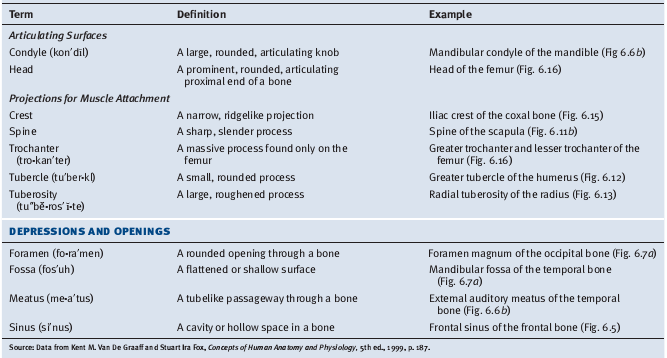 Term Definition Example
Articulating Surfaces
Condyle (kon′dīl) A large, rounded, articulating knob Mandibular condyle of the mandible (Fig 6.6b)
Head A prominent, rounded, articulating Head of the femur (Fig. 6.16)
proximal end of a bone
Projections for Muscle Attachment
Crest A narrow, ridgelike projection Iliac crest of the coxal bone (Fig. 6.15)
Spine A sharp, slender process Spine of the scapula (Fig. 6.11b)
Trochanter A massive process found only on the Greater trochanter and lesser trochanter of the
(tro•kan′ter) femur femur (Fig. 6.16)
Tubercle (tu′ber•kl) A small, rounded process Greater tubercle of the humerus (Fig. 6.12)
Tuberosity A large, roughened process Radial tuberosity of the radius (Fig. 6.13)
(tu″bĕ•ros′ĭ•te)
DEPRESSIONS AND OPENINGS
Foramen (fo•ra′men) A rounded opening through a bone Foramen magnum of the occipital bone (Fig. 6.7a)
Fossa (fos′uh) A flattened or shallow surface Mandibular fossa of the temporal bone
(Fig. 6.7a)
Meatus (me•a′tus) A tubelike passageway through a bone External auditory meatus of the temporal
bone (Fig. 6.6b)
Sinus (si′nus) A cavity or hollow space in a bone Frontal sinus of the frontal bone (Fig. 6.5)
Source: Data from Kent M. Van De Graaff and Stuart Ira Fox, Concepts of Human Anatomy and Physiology, 5th ed., 1999, p. 187.